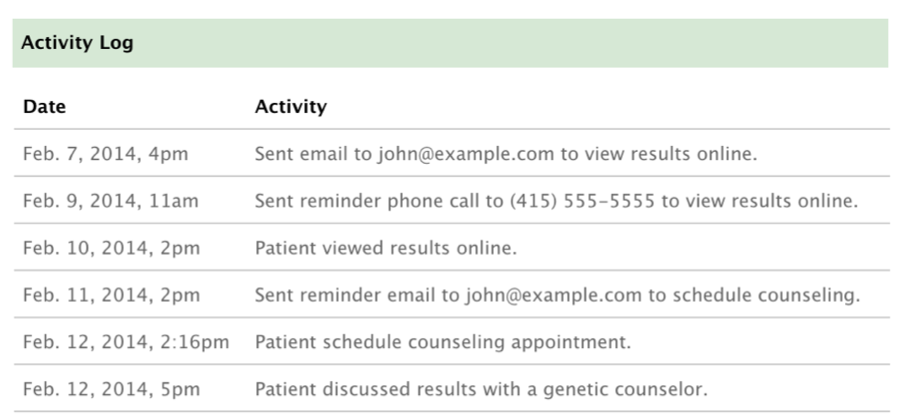 Activity Log
Date Activity
Feb. 7, 2014, 4pm Sent email to john@example.com to view results online.
Feb. 9, 2014, 11am Sent reminder phone call to (415) 555-5555 to view results online.
Feb. 10, 2014, 2pm Patient viewed results online.
Feb. 11, 2014, 2pm Sent reminder email to john@example.com to schedule counseling.
Feb. 12, 2014, 2:16pm Patient schedule counseling appointment.
Feb. 12, 2014, 5pm Patient discussed results with a genetic counselor.